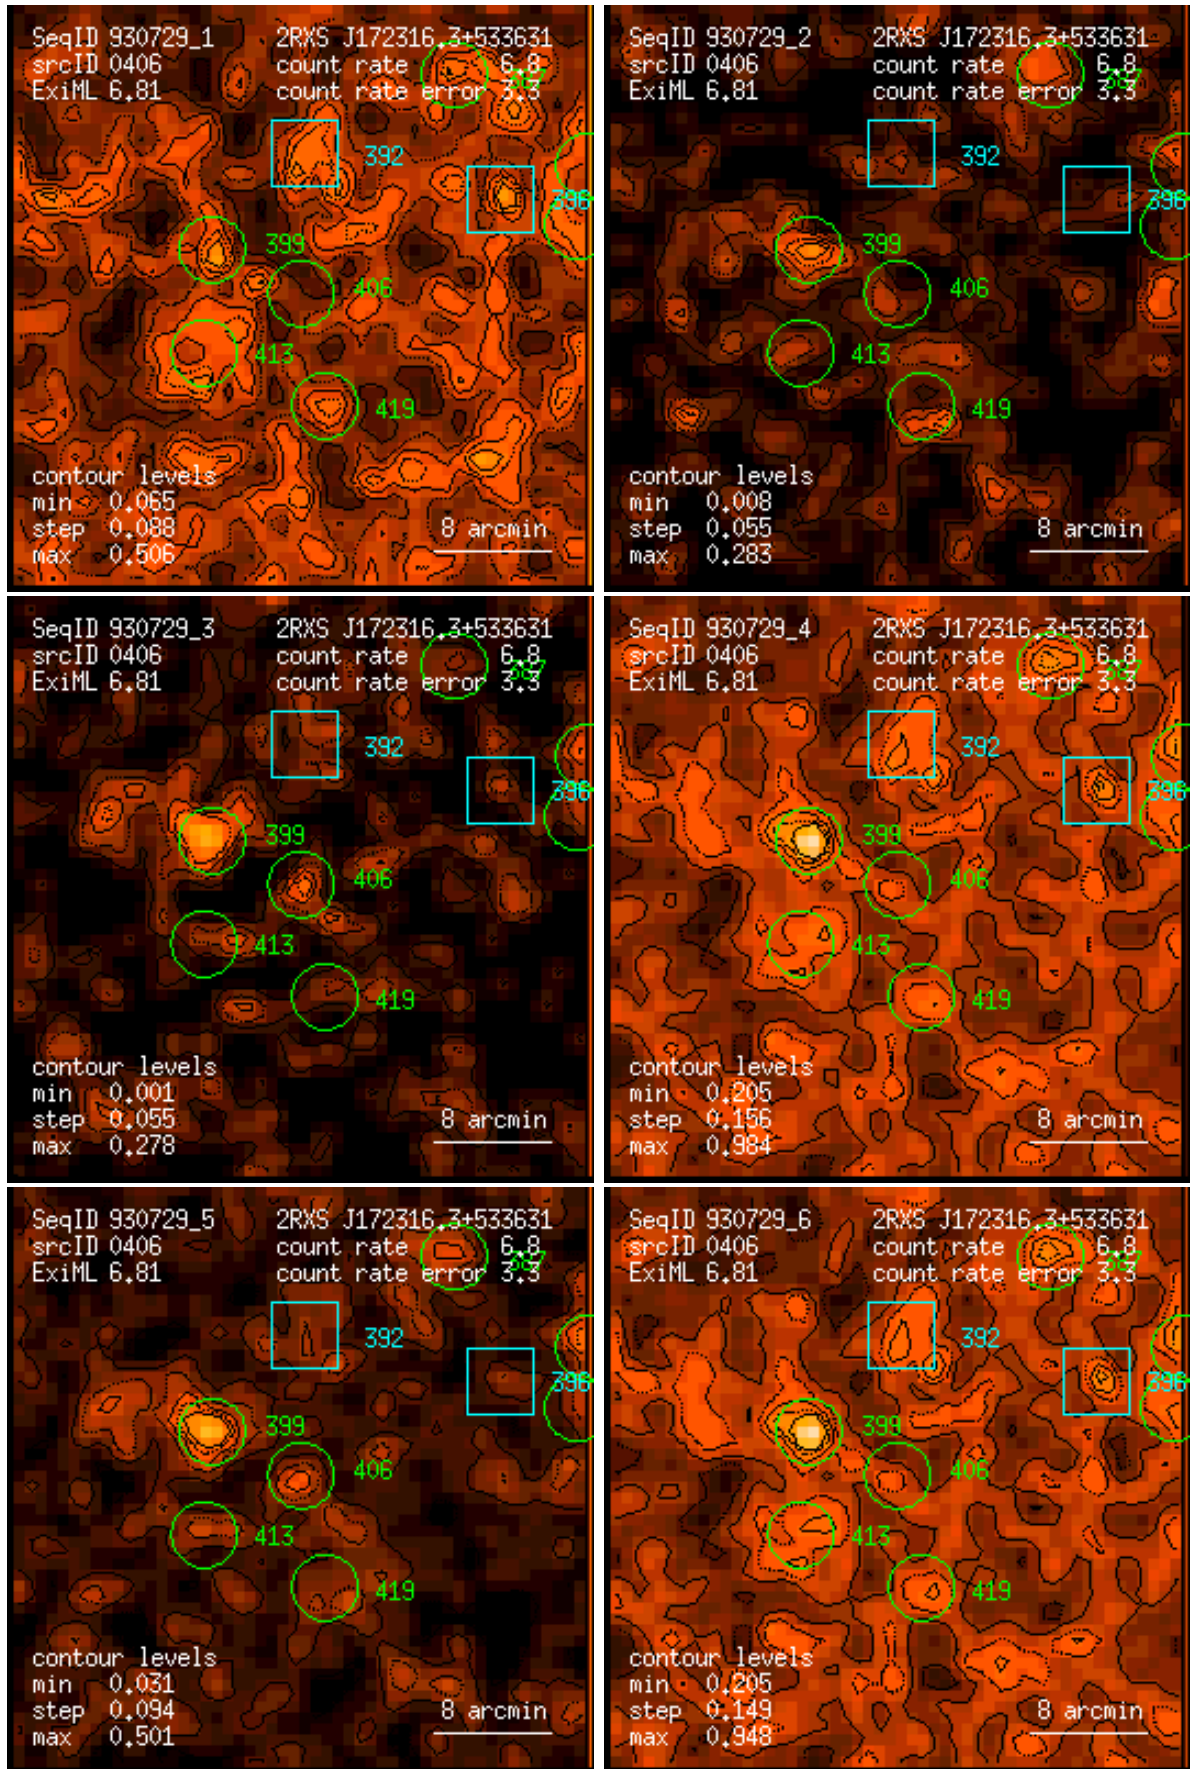 SeqID 930729_1 2RXS J172316.3+533631
srcID 0406 count rate 6.8
ExiML 6.81 count rate error 3.3
392
399
406
413
419
contour levels
min 0.065
step 0.088
max 0.506
8 arcmin
SeqID 930729_2 2RXS J172316.3+533631
srcID 0406 count rate 6.8
ExiML 6.81 count rate error 3.3
392
399
406
413
419
contour levels
min 0.008
step 0.055
max 0.283
8 arcmin
SeqID 930729_3 2RXS J172316.3+533631
srcID 0406 count rate 6.8
ExiML 6.81 count rate error 3.3
392
399
406
413
419
contour levels
min 0.001
step 0.055
max 0.278
8 arcmin
SeqID 930729_4 2RXS J172316.3+533631
srcID 0406 count rate 6.8
ExiML 6.81 count rate error 3.3
392
399
406
413
419
contour levels
min 0.205
step 0.156
max 0.984
8 arcmin
SeqID 930729_5 2RXS J172316.3+533631
srcID 0406 count rate 6.8
ExiML 6.81 count rate error 3.3
392
399
406
413
419
contour levels
min 0.031
step 0.094
max 0.501
8 arcmin
SeqID 930729_6 2RXS J172316.3+533631
srcID 0406 count rate 6.8
ExiML 6.81 count rate error 3.3
392
399
406
413
419
contour levels
min 0.205
step 0.149
max 0.948
8 arcmin